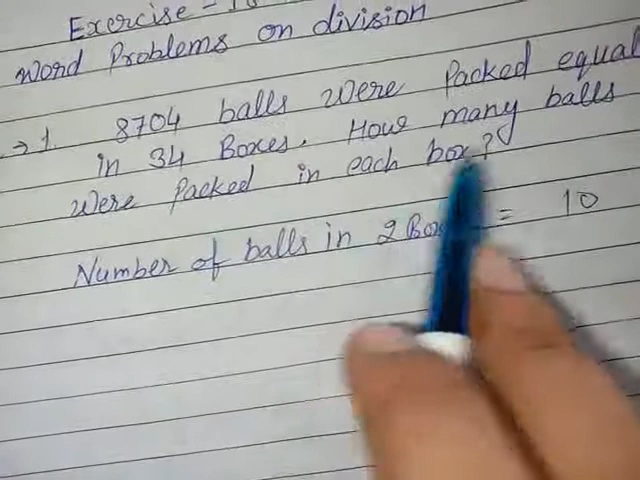 Exercise -
Word Problems on division
→ 1. 8704 balls were Packed equal
in 34 Boxes. How many balls
were Packed in each box?
Number of balls in 2 Box = 10